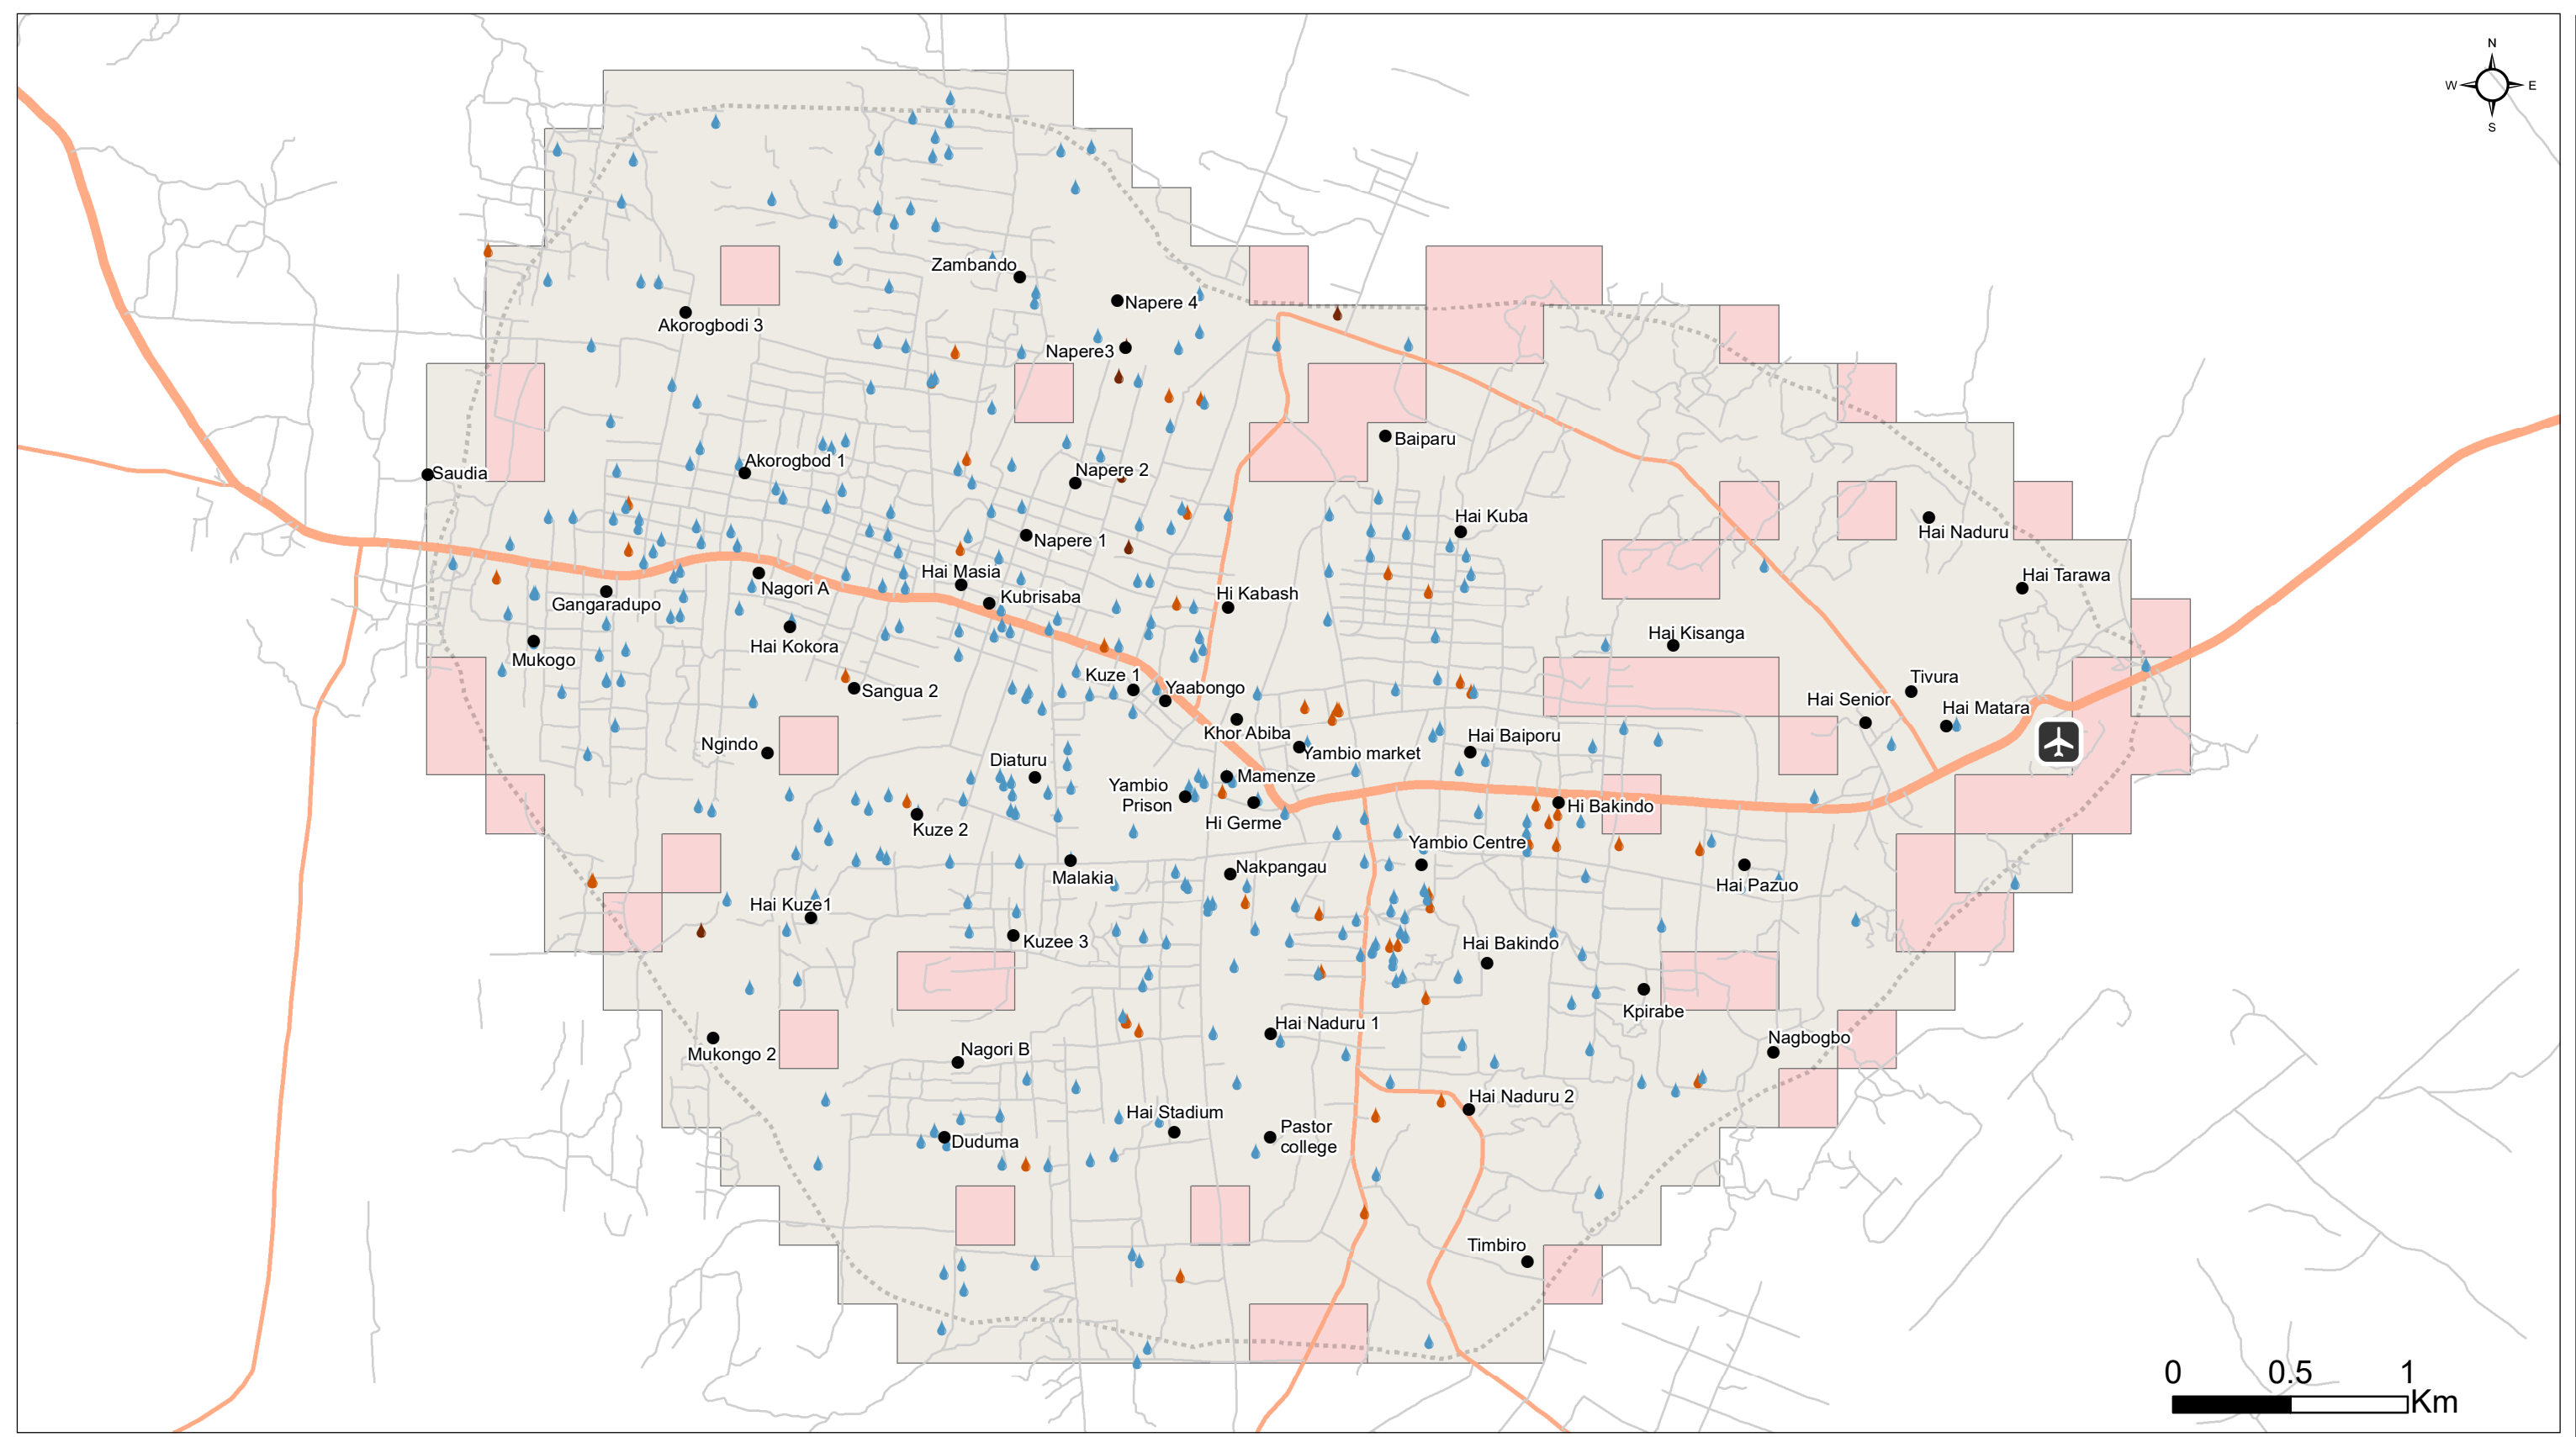 N
W
E
S
Zambando
Napere 4
Akorogbodi 3
Napere3
Baiparu
Akorogbod 1
Saudia
Napere 2
Hai Kuba
Hai Naduru
Napere 1
Hai Masia
Hai Tarawa
Nagori A
Kubrisaba
Hi Kabash
Gangaradupo
Hai Kisanga
Hai Kokora
Mukogo
Kuze 1
Yaabongo
Tivura
Sangua 2
Hai Senior
Hai Matara
Khor Abiba
Hai Baiporu
Ngindo
Yambio market
Diaturu
Mamenze
Yambio
Prison
Hi Bakindo
Hi Germe
Kuze 2
Yambio Centre
Nakpangau
Malakia
Hai Pazuo
Hai Kuze1
Kuzee 3
Hai Bakindo
Kpirabe
Hai Naduru 1
Nagbogbo
Nagori B
Mukongo 2
Hai Naduru 2
Hai Stadium
Pastor
college
Duduma
Timbiro
0 0.5 1
Km